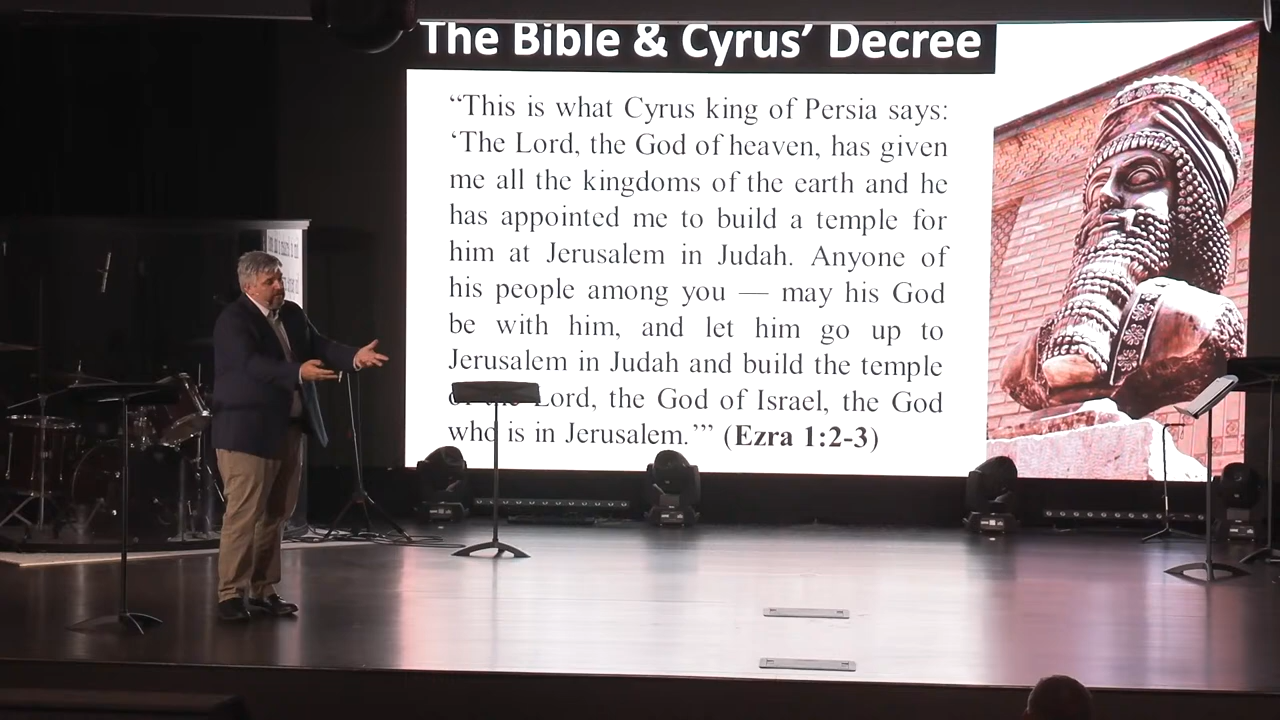 The Bible & Cyrus’ Decree
“This is what Cyrus king of Persia says:
‘The Lord, the God of heaven, has given
me all the kingdoms of the earth and he
has appointed me to build a temple for
him at Jerusalem in Judah. Anyone of
his people among you — may his God
be with him, and let him go up to
Jerusalem in Judah and build the temple
of the Lord, the God of Israel, the God
who is in Jerusalem.’” (Ezra 1:2-3)